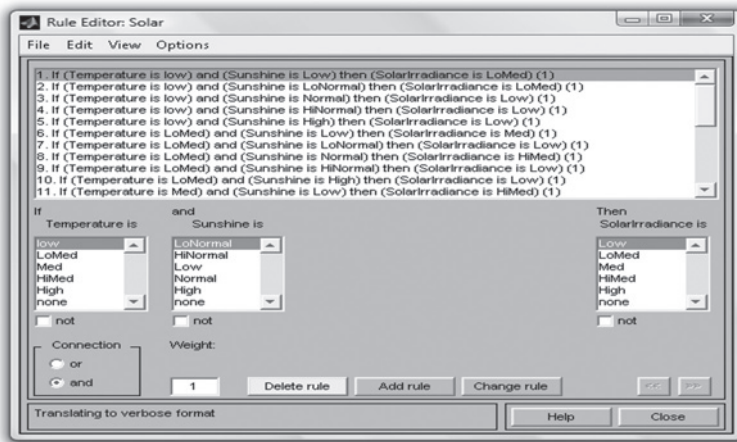 Rule Editor: Solar
File Edit View Options
1. If (Temperature is low) and (Sunshine is Low) then (SolarIrradiance is LoMed) (1)
2. If (Temperature is low) and (Sunshine is LoNormal) then (SolarIrradiance is LoMed) (1)
3. If (Temperature is low) and (Sunshine is Normal) then (SolarIrradiance is Low) (1)
4. If (Temperature is low) and (Sunshine is HiNormal) then (SolarIrradiance is Low) (1)
5. If (Temperature is low) and (Sunshine is High) then (SolarIrradiance is Low) (1)
6. If (Temperature is LoMed) and (Sunshine is Low) then (SolarIrradiance is Med) (1)
7. If (Temperature is LoMed) and (Sunshine is LoNormal) then (SolarIrradiance is Low) (1)
8. If (Temperature is LoMed) and (Sunshine is Normal) then (SolarIrradiance is HiMed) (1)
9. If (Temperature is LoMed) and (Sunshine is HiNormal) then (SolarIrradiance is Low) (1)
10. If (Temperature is LoMed) and (Sunshine is High) then (SolarIrradiance is Low) (1)
11. If (Temperature is Med) and (Sunshine is Low) then (SolarIrradiance is HiMed) (1)
If
Temperature is
low
LoMed
Med
HiMed
High
none
not
and
Sunshine is
LoNormal
HiNormal
Low
Normal
High
none
not
Then
SolarIrradiance is
Low
LoMed
Med
HiMed
High
none
not
Connection
or
and
Weight:
1
Delete rule
Add rule
Change rule
<<
>>
Translating to verbose format
Help
Close